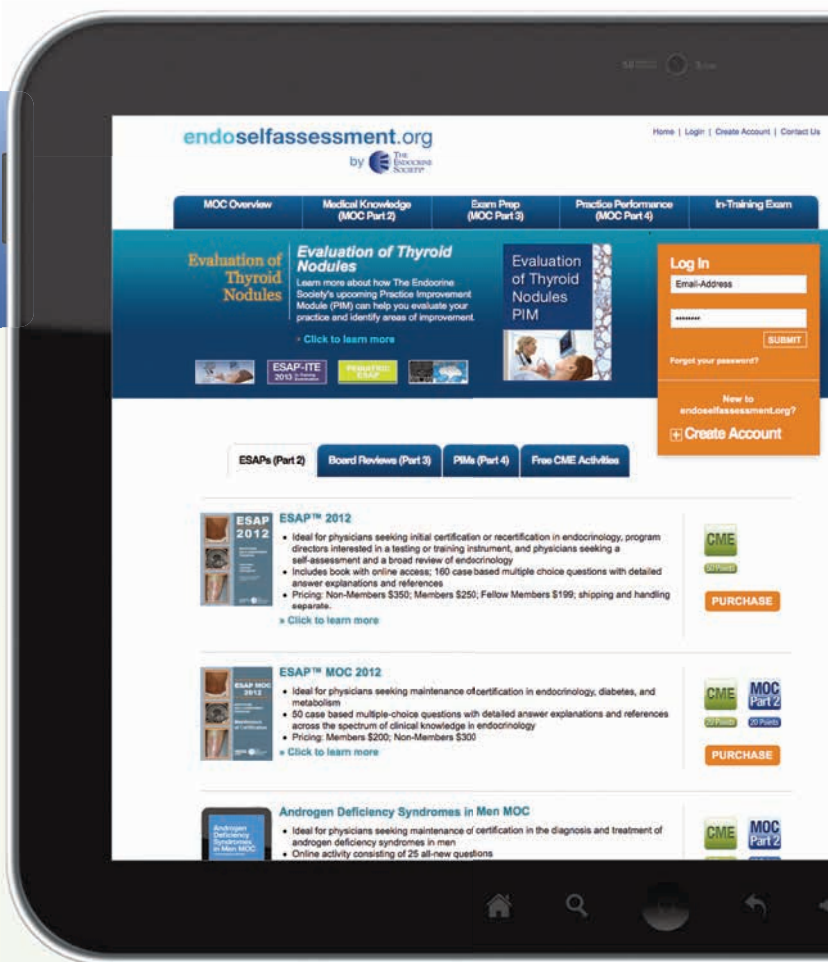 endoselfassessment.org
by THE ENDOCRINE SOCIETY®
Home | Login | Create Account | Contact Us
MOC Overview
Medical Knowledge
(MOC Part 2)
Exam Prep
(MOC Part 3)
Practice Performance
(MOC Part 4)
In-Training Exam
Evaluation of
Thyroid
Nodules
Evaluation of Thyroid
Nodules
Learn more about how The Endocrine
Society's upcoming Practice Improvement
Module (PIM) can help you evaluate your
practice and identify areas of improvement.
» Click to learn more
Evaluation
of Thyroid
Nodules
PIM
ESAP-ITE
2013 In-Training
Examination
PEDIATRIC
ESAP
Log In
Email-Address
SUBMIT
Forgot your password?
New to
endoselfassessment.org?
Create Account
ESAPs (Part 2)
Board Reviews (Part 3)
PIMs (Part 4)
Free CME Activities
ESAP
2012
ESAP™ 2012
• Ideal for physicians seeking initial certification or recertification in endocrinology, program
directors interested in a testing or training instrument, and physicians seeking a
self-assessment and a broad review of endocrinology
• Includes book with online access; 160 case based multiple choice questions with detailed
answer explanations and references
• Pricing: Non-Members $350; Members $250; Fellow Members $199; shipping and handling
separate.
» Click to learn more
CME
50 Points
PURCHASE
ESAP MOC
2012
ESAP™ MOC 2012
• Ideal for physicians seeking maintenance of certification in endocrinology, diabetes, and
metabolism
• 50 case based multiple-choice questions with detailed answer explanations and references
across the spectrum of clinical knowledge in endocrinology
• Pricing: Members $200; Non-Members $300
» Click to learn more
CME
MOC
Part 2
20 Points
20 Points
PURCHASE
Androgen
Deficiency
Syndromes
in Men MOC
Androgen Deficiency Syndromes in Men MOC
• Ideal for physicians seeking maintenance of certification in the diagnosis and treatment of
androgen deficiency syndromes in men
• Online activity consisting of 25 all-new questions
CME
MOC
Part 2